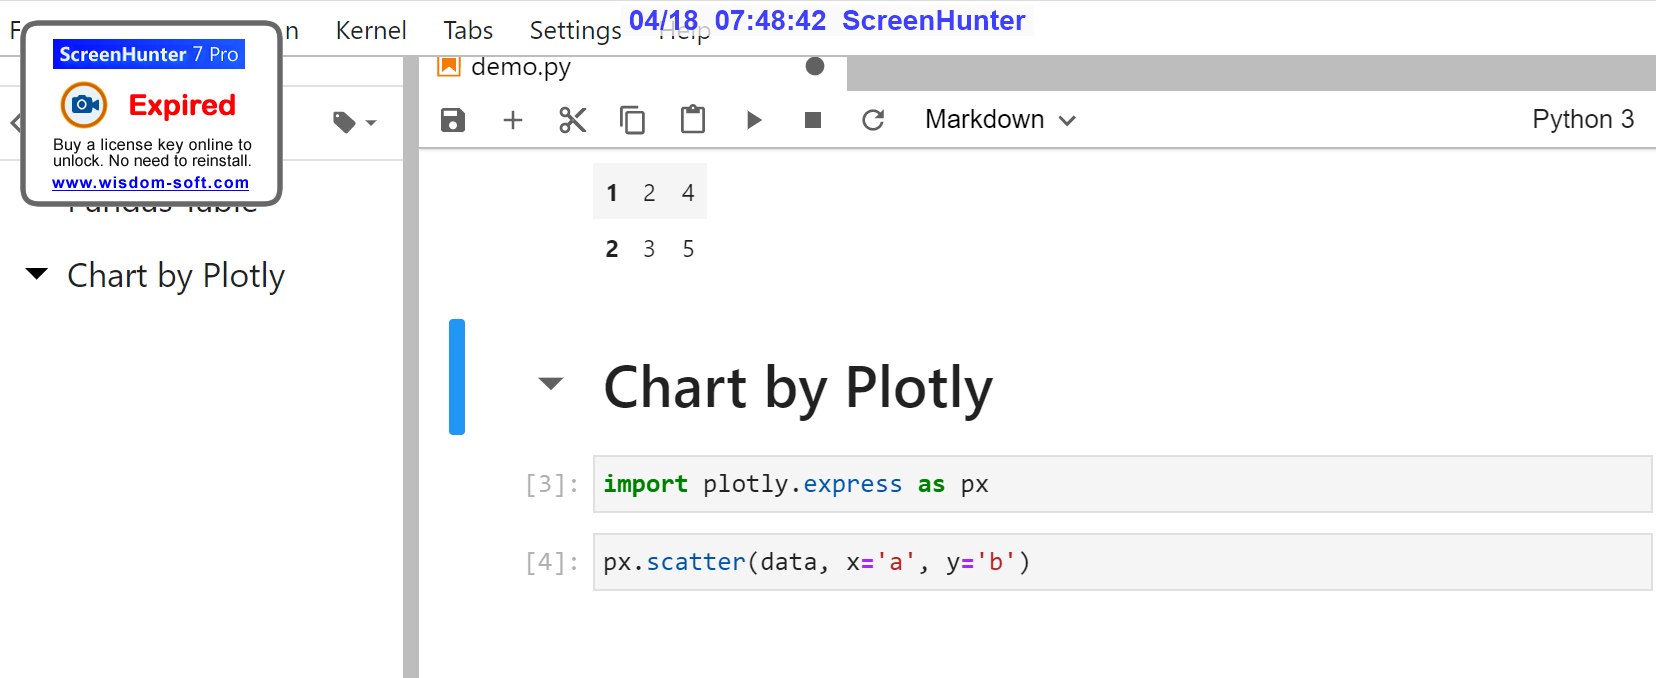 04/18 07:48:42 ScreenHunter
Kernel Tabs Settings Help
ScreenHunter 7 Pro
Expired
Buy a license key online to
unlock. No need to reinstall.
www.wisdom-soft.com
Chart by Plotly
demo.py
Markdown
Python 3
1 2 4
2 3 5
Chart by Plotly
[3]: import plotly.express as px
[4]: px.scatter(data, x='a', y='b')